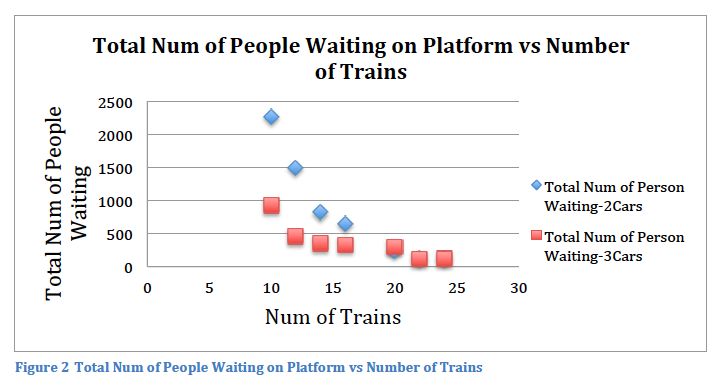 Total Num of People Waiting on Platform vs Number
of Trains
Total Num of People
Waiting
2500
2000
1500
1000
500
0
0 5 10 15 20 25 30
Num of Trains
Total Num of Person
Waiting-2Cars
Total Num of Person
Waiting-3Cars
Figure 2 Total Num of People Waiting on Platform vs Number of Trains